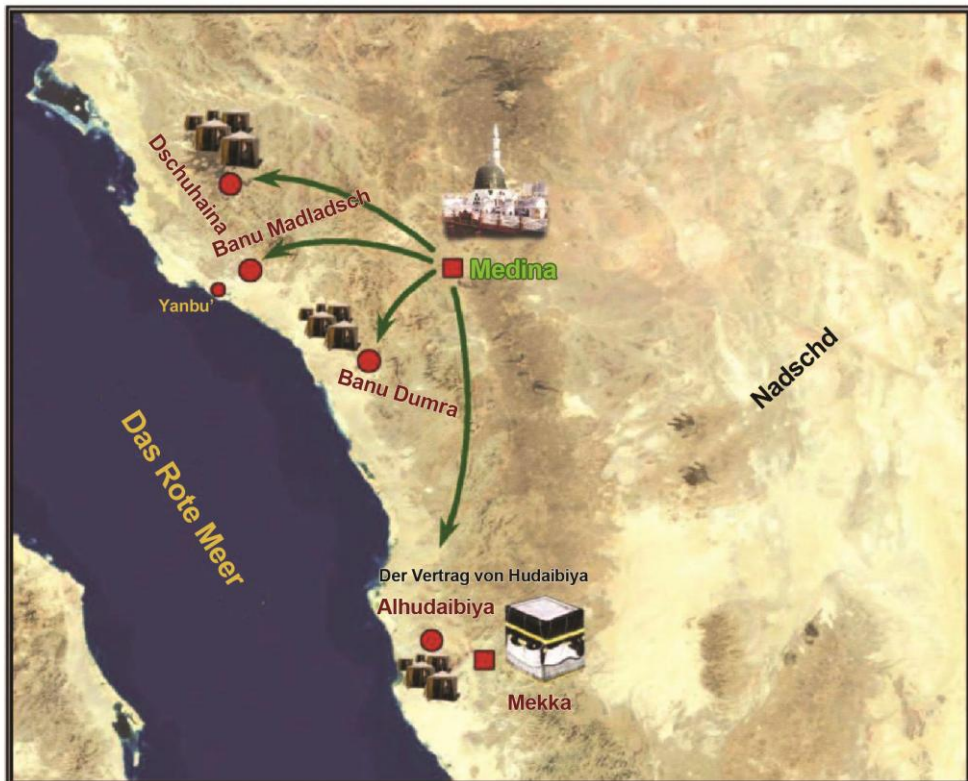 Dschuhaina
Banu Madladsch
Medina
Yanbu'
Banu Dumra
Nadschd
Das Rote Meer
Der Vertrag von Hudaibiya
Alhudaibiya
Mekka